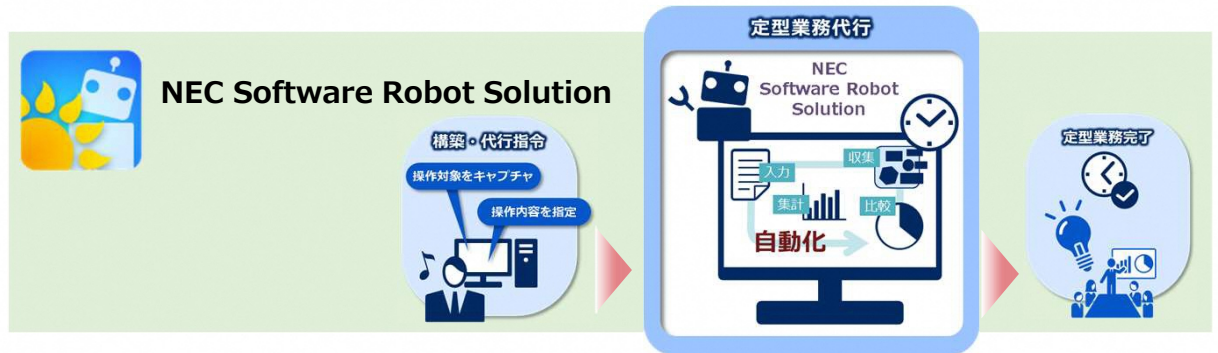 NEC Software Robot Solution
構築・代行指令
操作対象をキャプチャ
操作内容を指定
定型業務代行
NEC
Software Robot
Solution
入力
収集
集計
比較
自動化
定型業務完了